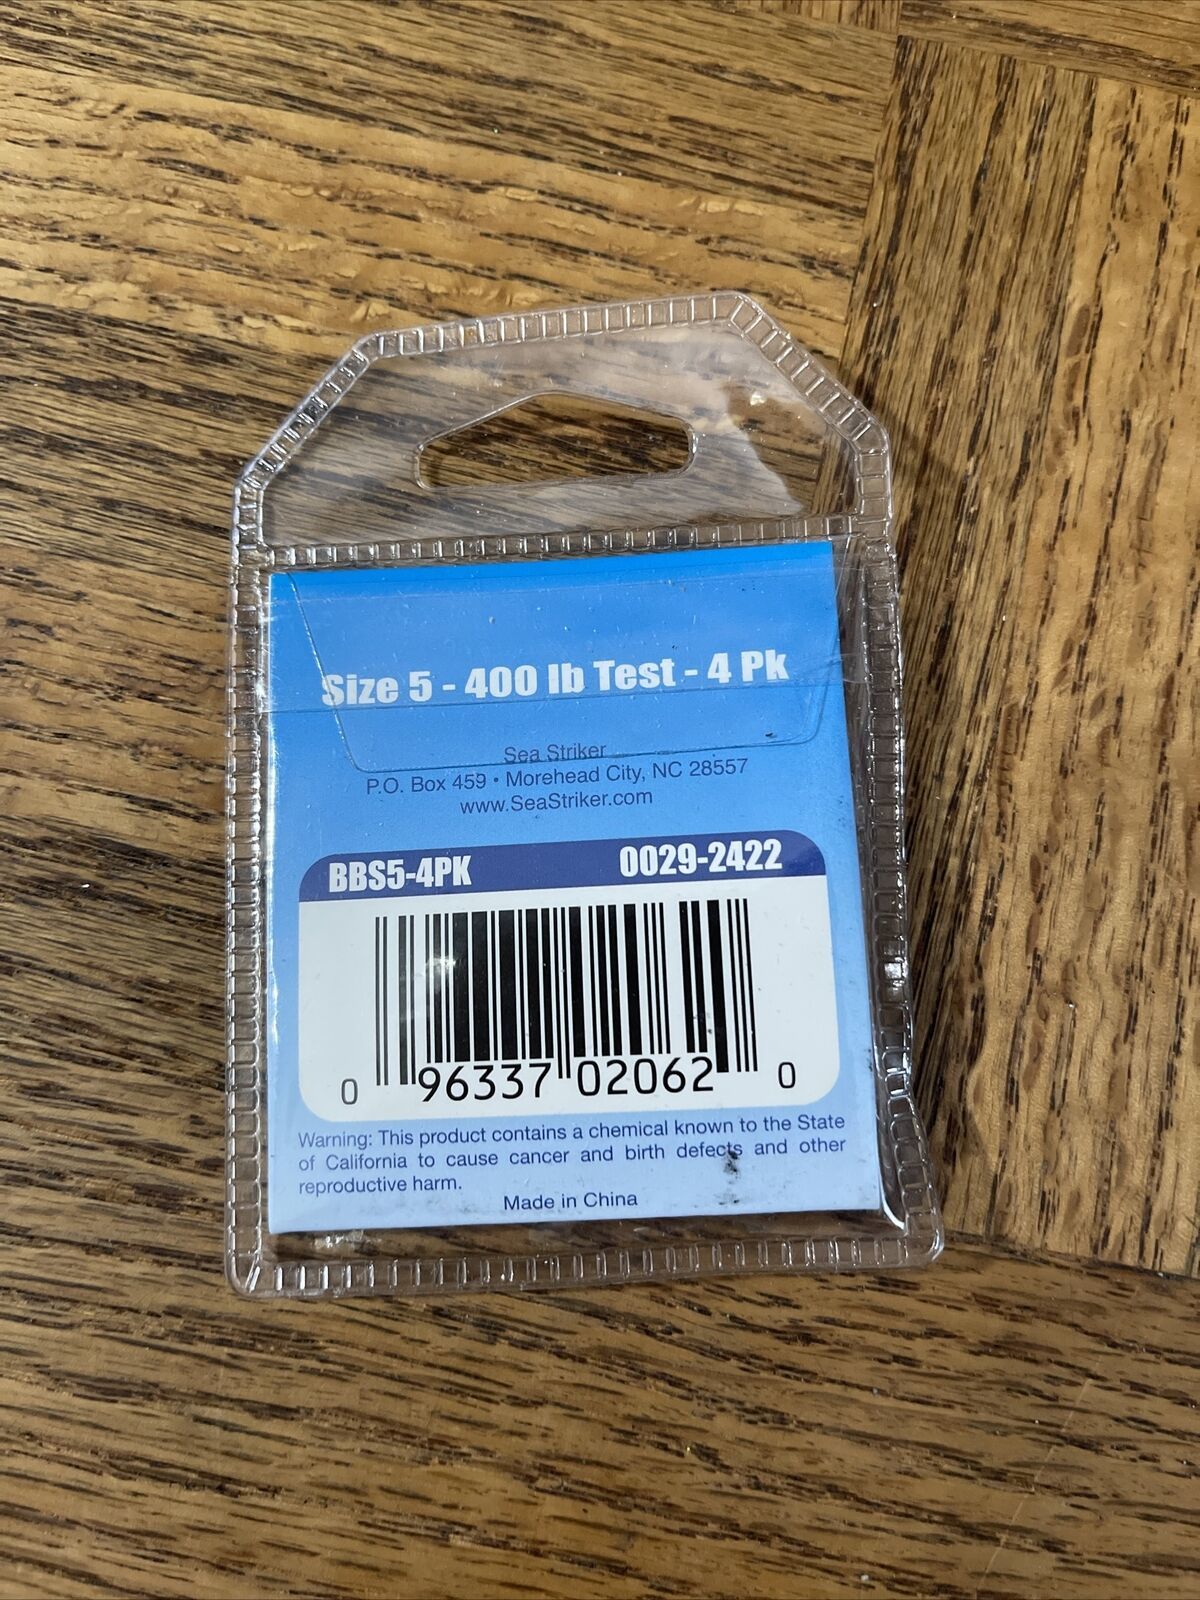 Size 5 - 400 lb Test - 4 Pk
Sea Striker
P.O. Box 459 • Morehead City, NC 28557
www.SeaStriker.com
BBS5-4PK 0029-2422
0 96337 02062 0
Warning: This product contains a chemical known to the State
of California to cause cancer and birth defects and other
reproductive harm.
Made in China